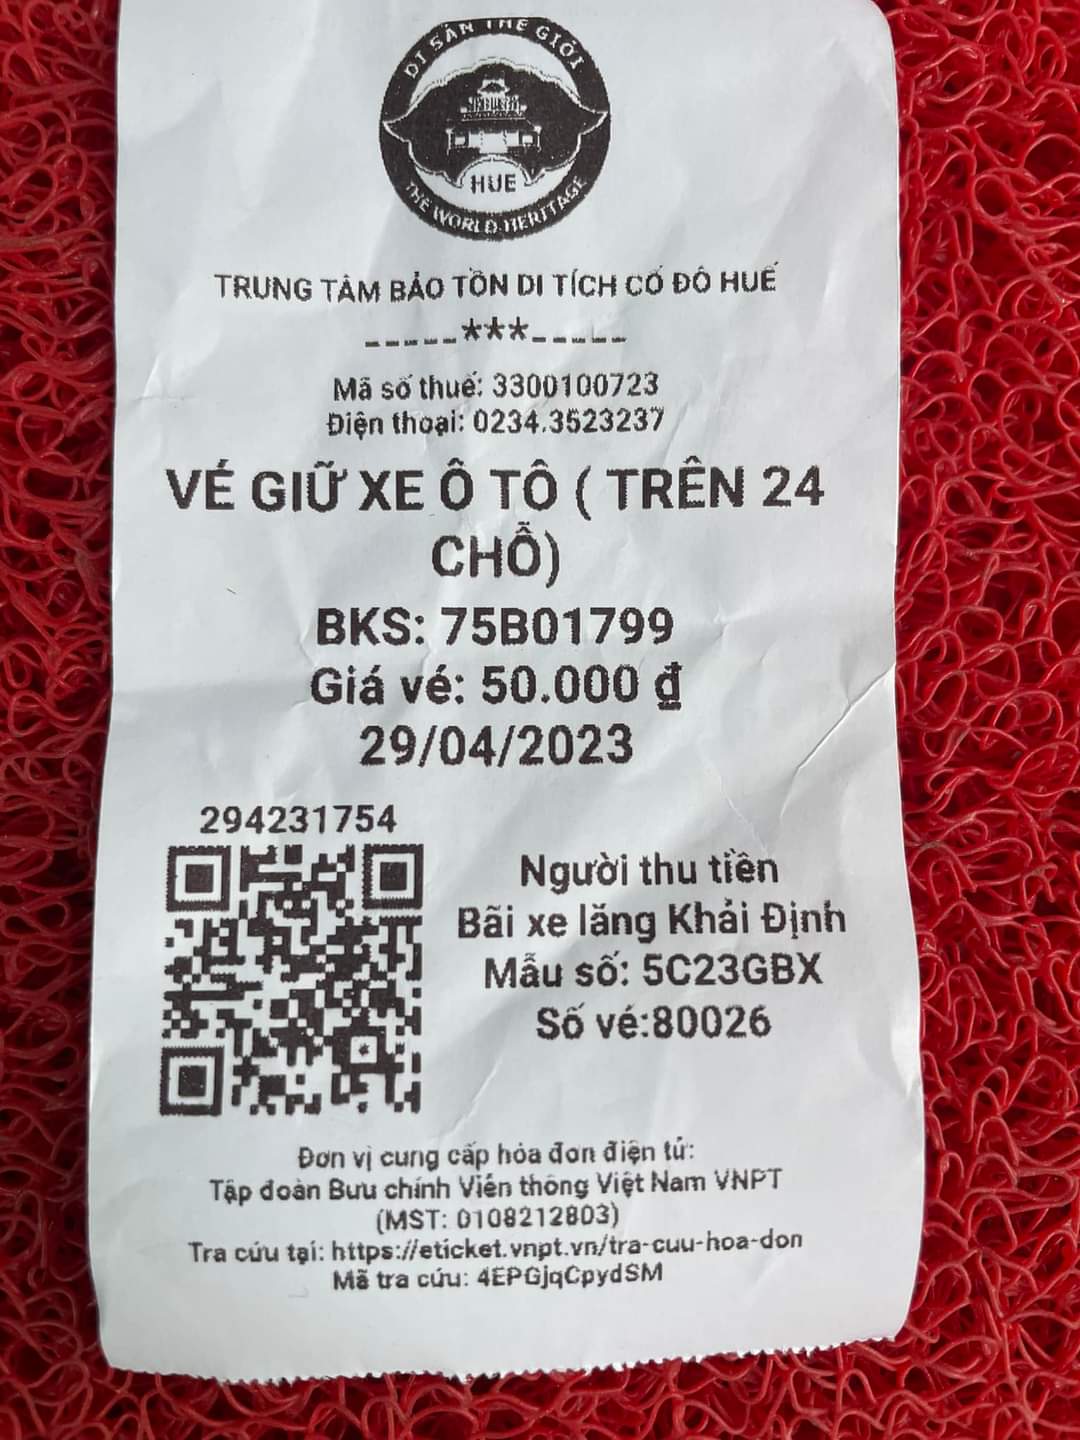 DI SẢN THẾ GIỚI
HUE
THE WORLD HERITAGE
TRUNG TÂM BẢO TỒN DI TÍCH CỐ ĐÔ HUẾ
_____***_____
Mã số thuế: 3300100723
Điện thoại: 0234.3523237
VÉ GIỮ XE Ô TÔ ( TRÊN 24
CHỖ)
BKS: 75B01799
Giá vé: 50.000 ₫
29/04/2023
294231754
Người thu tiền
Bãi xe lăng Khải Định
Mẫu số: 5C23GBX
Số vé:80026
Đơn vị cung cấp hóa đơn điện tử:
Tập đoàn Bưu chính Viễn thông Việt Nam VNPT
(MST: 0108212803)
Tra cứu tại: https://eticket.vnpt.vn/tra-cuu-hoa-don
Mã tra cứu: 4EPGjqCpydSM